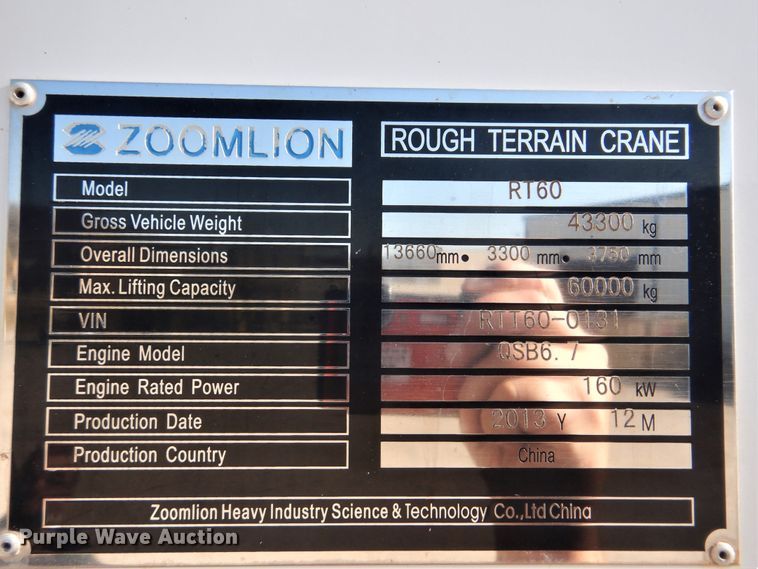 ZOOMLION ROUGH TERRAIN CRANE
Model RT60
Gross Vehicle Weight 43300 kg
Overall Dimensions 13660mm• 3300 mm• 3760 mm
Max. Lifting Capacity 60000 kg
VIN RTT60-0131
Engine Model QSB6.7
Engine Rated Power 160 kW
Production Date 2013 Y 12 M
Production Country China
Zoomlion Heavy Industry Science & Technology Co.,Ltd China
Purple Wave Auction